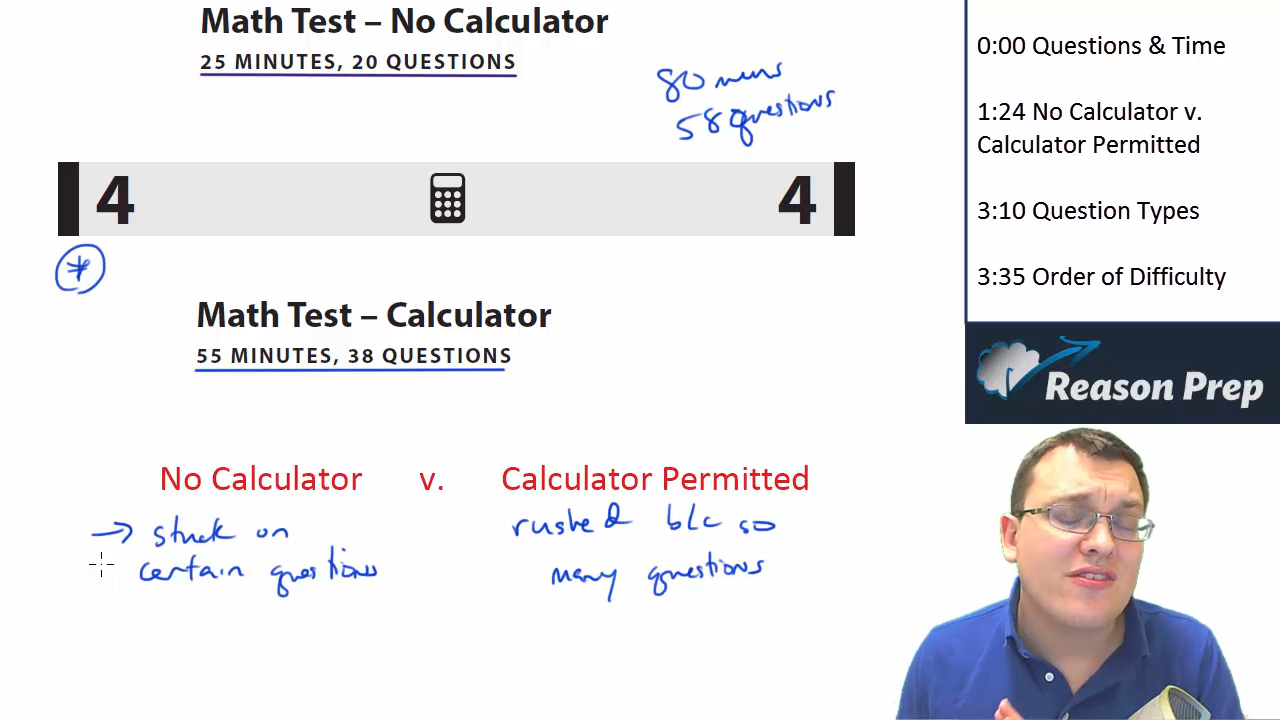 Math Test – No Calculator
25 MINUTES, 20 QUESTIONS
80 mins
58 questions
4 4
*
Math Test – Calculator
55 MINUTES, 38 QUESTIONS
No Calculator v. Calculator Permitted
→ stuck on
certain questions
rushed b/c so
many questions
0:00 Questions & Time
1:24 No Calculator v.
Calculator Permitted
3:10 Question Types
3:35 Order of Difficulty
Reason Prep